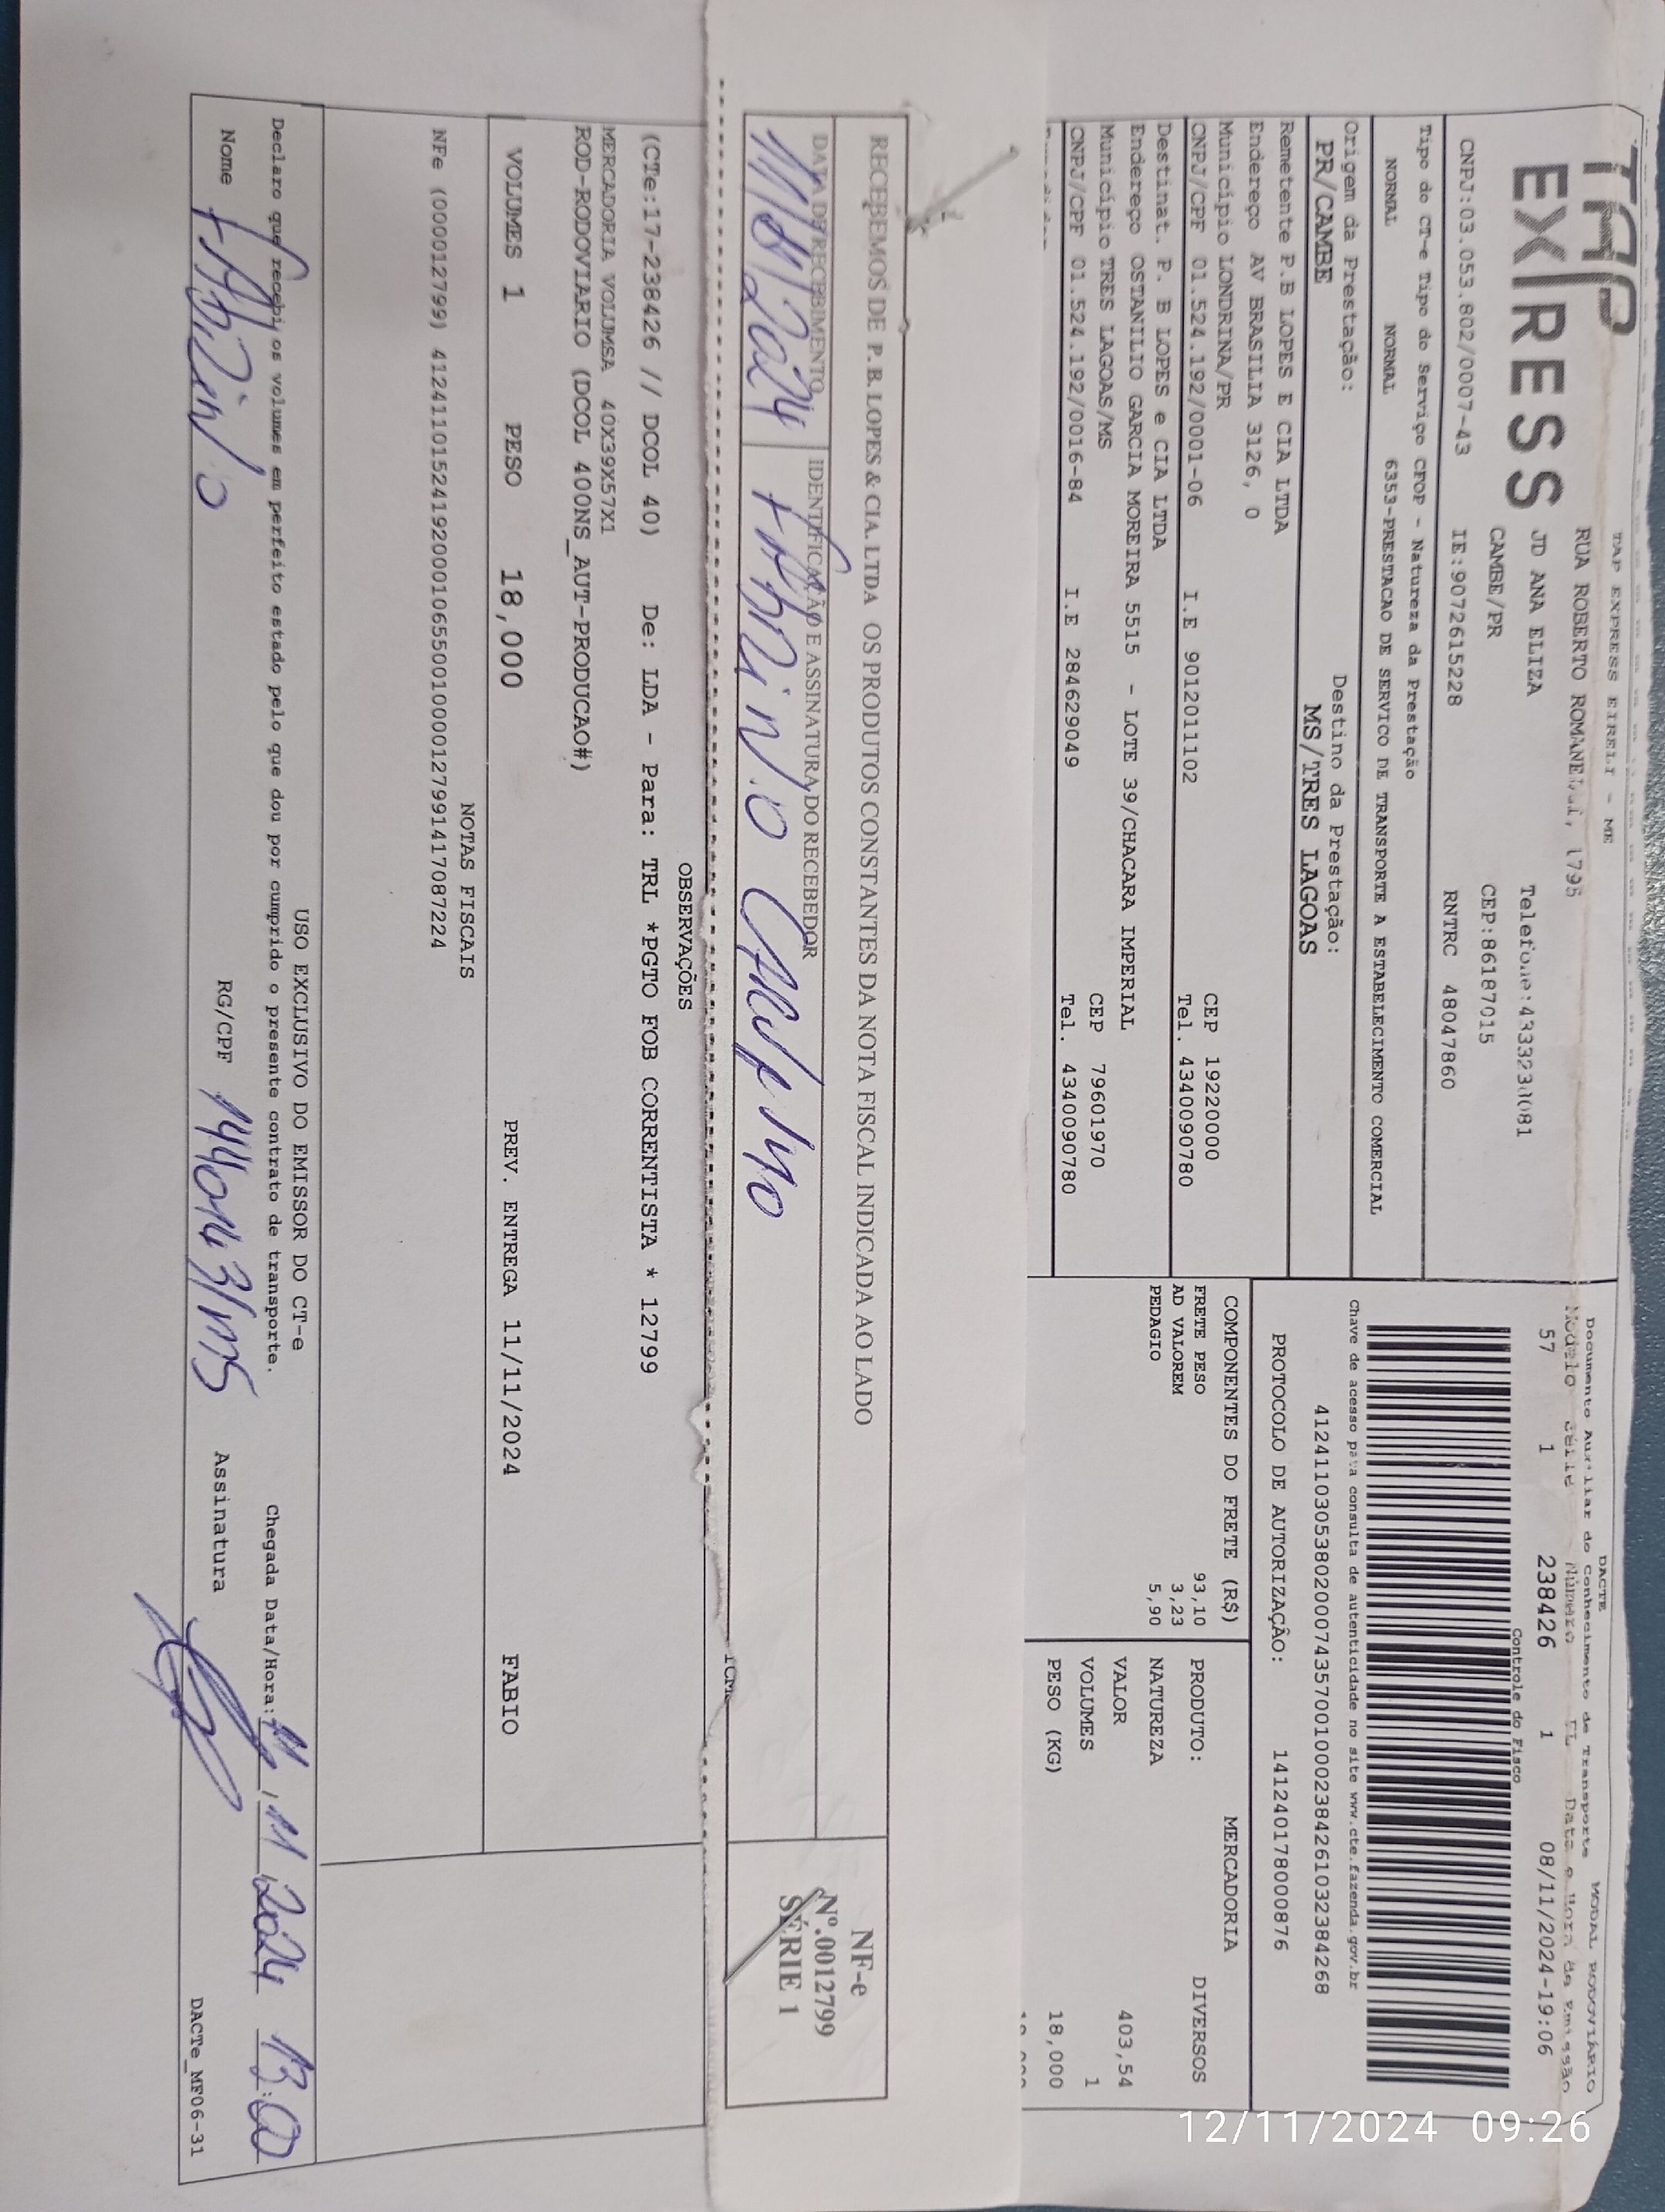 TAP
EXPRESS
TAP EXPRESS EIRELI - ME
RUA ROBERTO ROMANELLI, 1795
JD ANA ELIZA Telefone:4333230081
CAMBE/PR CEP:86187015
CNPJ:03.053.802/0007-43 IE:9072615228 RNTRC 48047860
Tipo do CT-e Tipo do Serviço CFOP - Natureza da Prestação
NORMAL NORMAL 6353-PRESTACAO DE SERVICO DE TRANSPORTE A ESTABELECIMENTO COMERCIAL
Origem da Prestação: Destino da Prestação:
PR/CAMBE MS/TRES LAGOAS
Remetente P.B LOPES E CIA LTDA
Endereço AV BRASILIA 3126, 0
Município LONDRINA/PR CEP 19220000
CNPJ/CPF 01.524.192/0001-06 I.E 9012011102 Tel. 434009​0780
Destinat. P. B LOPES e CIA LTDA
Endereço OSTANILIO GARCIA MOREIRA 5515 - LOTE 39/CHACARA IMPERIAL
Município TRES LAGOAS/MS CEP 79601970
CNPJ/CPF 01.524.192/0016-84 I.E 284629049 Tel. 4340090780
DACTE MODAL RODOVIÁRIO
Documento Auxiliar do Conhecimento de Transporte
Modelo Série Número FL Data e Hora de Emissão
57 1 238426 1 08/11/2024-19:06
Controle do Fisco
Chave de acesso para consulta de autenticidade no site www.cte.fazenda.gov.br
41241103053802000743570010002384261032384268
PROTOCOLO DE AUTORIZAÇÃO: 141240178000876
COMPONENTES DO FRETE (R$)
FRETE PESO 93,10
AD VALOREM 3,23
PEDAGIO 5,90
MERCADORIA
PRODUTO: DIVERSOS
NATUREZA
VALOR 403,54
VOLUMES 1
PESO (KG) 18,000
RECEBEMOS DE P. B. LOPES & CIA. LTDA OS PRODUTOS CONSTANTES DA NOTA FISCAL INDICADA AO LADO
DATA DE RECEBIMENTO IDENTIFICAÇÃO E ASSINATURA DO RECEBEDOR
NF-e
Nº.0012799
SÉRIE 1
OBSERVAÇÕES
(CTe:17-238426 // DCOL 40) De: LDA - Para: TRL *PGTO FOB CORRENTISTA * 12799
MERCADORIA VOLUMSA 40X39X57X1
ROD-RODOVIARIO (DCOL 400NS_AUT-PRODUCAO#)
VOLUMES 1 PESO 18,000 PREV. ENTREGA 11/11/2024 FABIO
NOTAS FISCAIS
NFe (000012799) 41241101524192000106550010000127991417087224
USO EXCLUSIVO DO EMISSOR DO CT-e
Declaro que recebi os volumes em perfeito estado pelo que dou por cumprido o presente contrato de transporte.
Chegada Data/Hora: 11/11/2024 13:00
Nome RG/CPF Assinatura
DACTe_MF06-31
12/11/2024 09:26